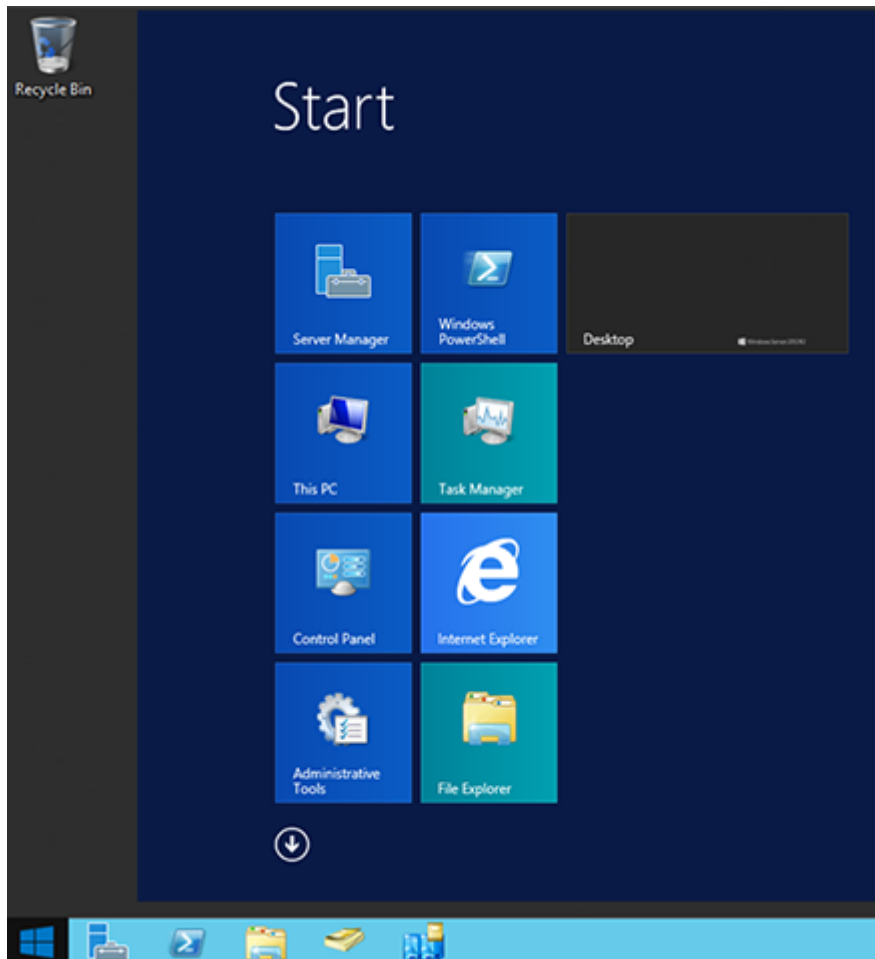 Recycle Bin
Start
Server Manager
Windows
PowerShell
Desktop
This PC
Task Manager
Control Panel
Internet Explorer
Administrative
Tools
File Explorer